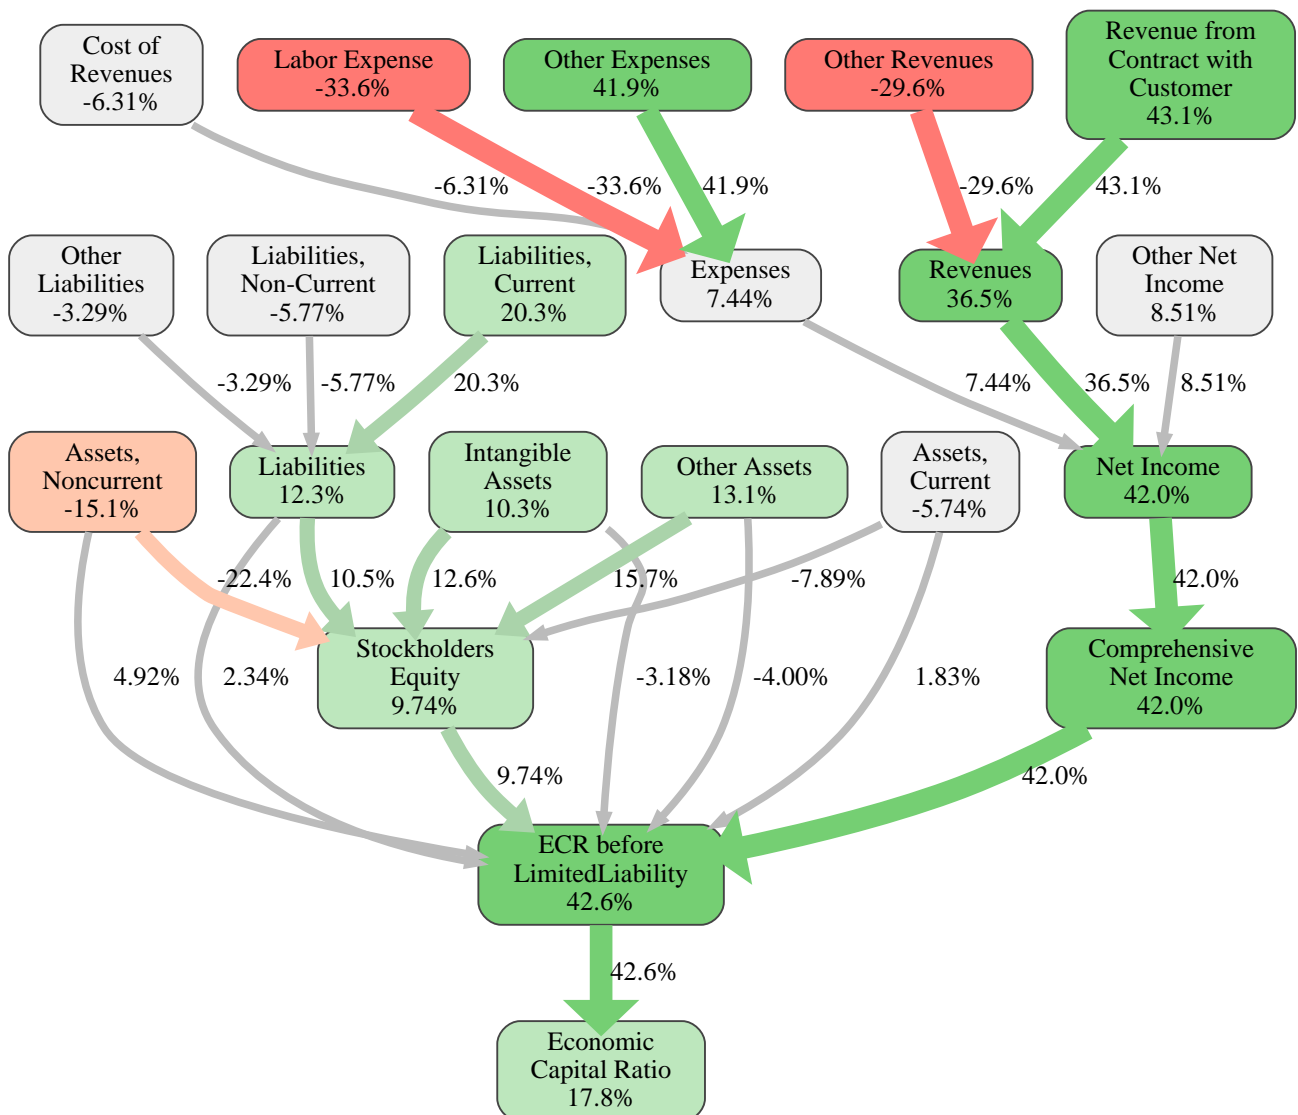 Cost of
Revenues
-6.31%
Labor Expense
-33.6%
Other Expenses
41.9%
Other Revenues
-29.6%
Revenue from
Contract with
Customer
43.1%
-6.31%
-33.6%
41.9%
-29.6%
43.1%
Other
Liabilities
-3.29%
Liabilities,
Non-Current
-5.77%
Liabilities,
Current
20.3%
Expenses
7.44%
Revenues
36.5%
Other Net
Income
8.51%
-3.29%
-5.77%
20.3%
7.44%
36.5%
8.51%
Assets,
Noncurrent
-15.1%
Liabilities
12.3%
Intangible
Assets
10.3%
Other Assets
13.1%
Assets,
Current
-5.74%
Net Income
42.0%
-22.4%
10.5%
12.6%
15.7%
-7.89%
42.0%
Stockholders
Equity
9.74%
Comprehensive
Net Income
42.0%
4.92%
2.34%
-3.18%
-4.00%
1.83%
9.74%
42.0%
ECR before
LimitedLiability
42.6%
42.6%
Economic
Capital Ratio
17.8%